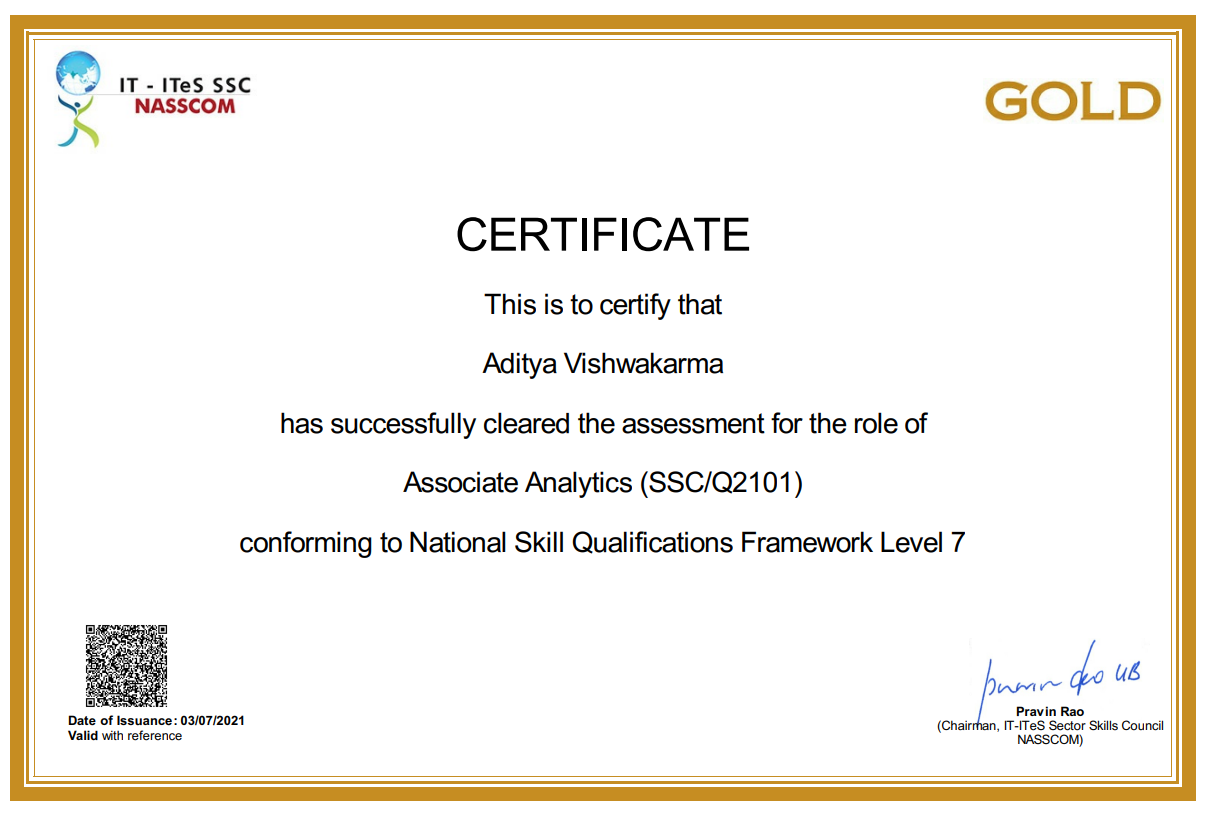 IT - ITeS SSC
NASSCOM
GOLD
CERTIFICATE
This is to certify that
Aditya Vishwakarma
has successfully cleared the assessment for the role of
Associate Analytics (SSC/Q2101)
conforming to National Skill Qualifications Framework Level 7
Date of Issuance: 03/07/2021
Valid with reference
Pravin Rao
(Chairman, IT-ITeS Sector Skills Council
NASSCOM)